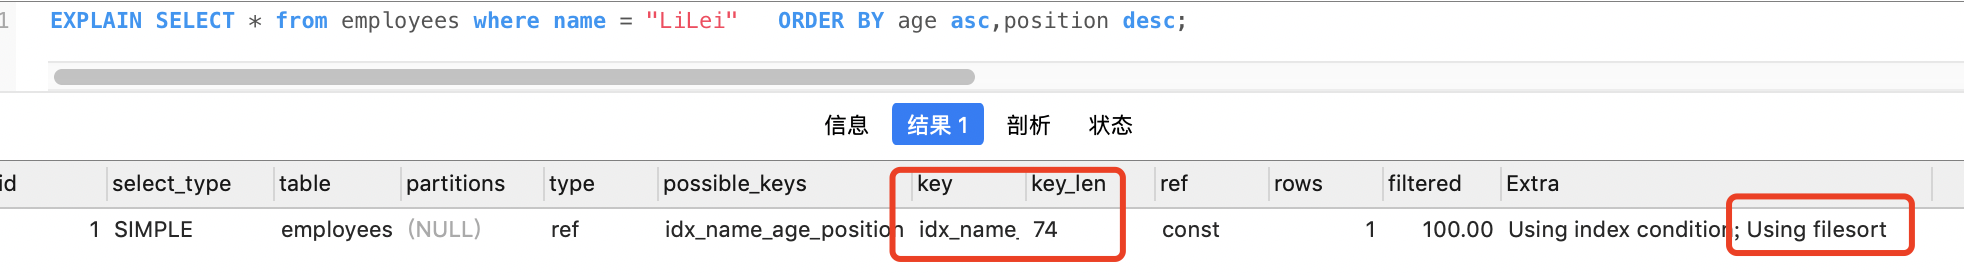 1 EXPLAIN SELECT * from employees where name = "LiLei" ORDER BY age asc,position desc;
信息 结果 1 剖析 状态
id select_type table partitions type possible_keys key key_len ref rows filtered Extra
1 SIMPLE employees (NULL) ref idx_name_age_position idx_name_ 74 const 1 100.00 Using index condition; Using filesort